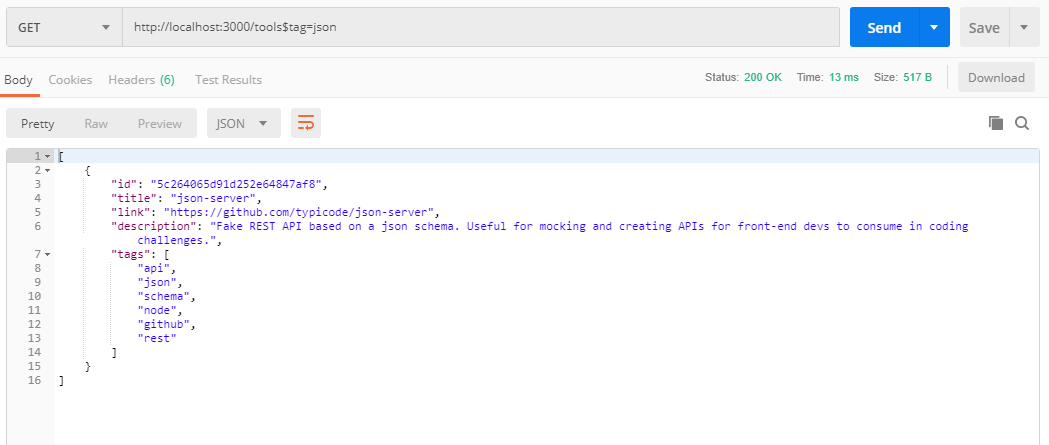 GET http://localhost:3000/tools$tag=json Send Save
Body Cookies Headers (6) Test Results Status: 200 OK Time: 13 ms Size: 517 B Download
Pretty Raw Preview JSON
1 [
2 {
3 "id": "5c264065d91d252e64847af8",
4 "title": "json-server",
5 "link": "https://github.com/typicode/json-server",
6 "description": "Fake REST API based on a json schema. Useful for mocking and creating APIs for front-end devs to consume in coding
challenges.",
7 "tags": [
8 "api",
9 "json",
10 "schema",
11 "node",
12 "github",
13 "rest"
14 ]
15 }
16 ]